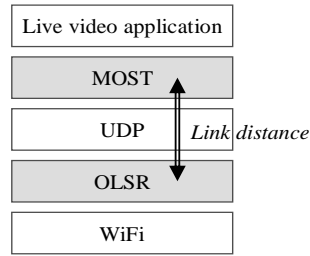 Live video application
MOST
UDP
Link distance
OLSR
WiFi